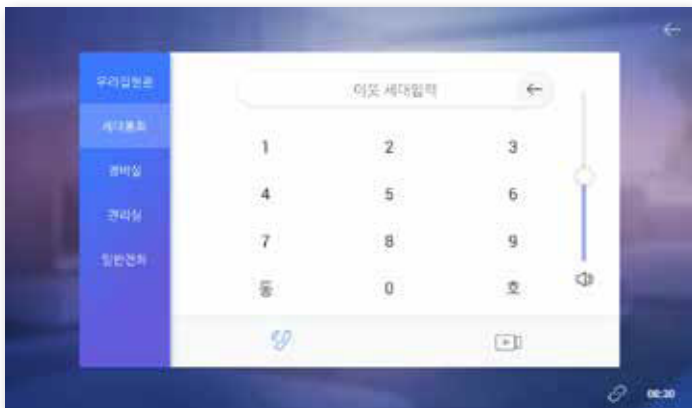 우리집현관
세대통화
경비실
관리실
일반전화
이웃 세대입력
1 2 3
4 5 6
7 8 9
동 0 호
06:30